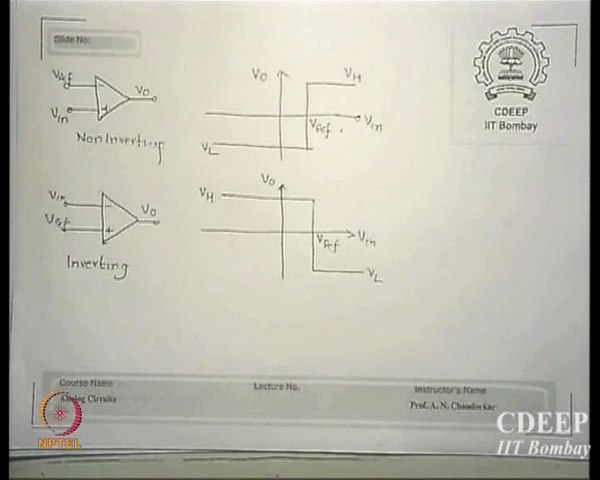 Slide No:
VRef
Vin
-
+
Vo
Non Inverting
Vo
VH
VRef.
Vin
VL
CDEEP
IIT Bombay
Vin
VRef
-
+
Vo
Inverting
VH
Vo
VRef
Vin
VL
Course Name
Analog Circuits
Lecture No.
Instructor's Name
Prof. A. N. Chandorkar
NPTEL
CDEEP
IIT Bombay